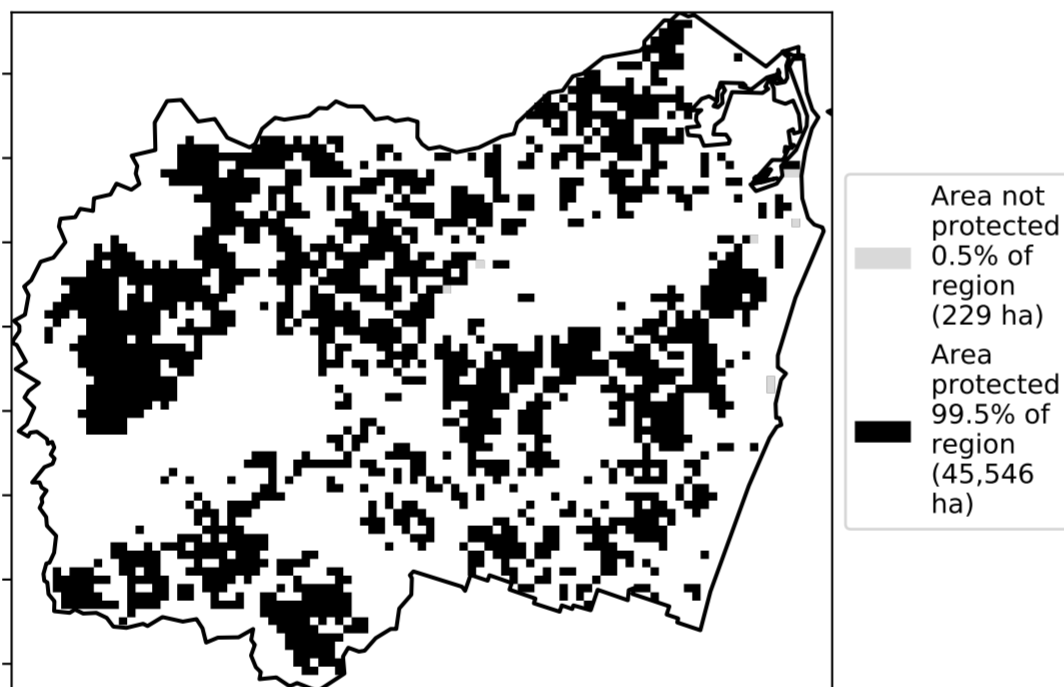 Area not
protected
0.5% of
region
(229 ha)
Area
protected
99.5% of
region
(45,546
ha)